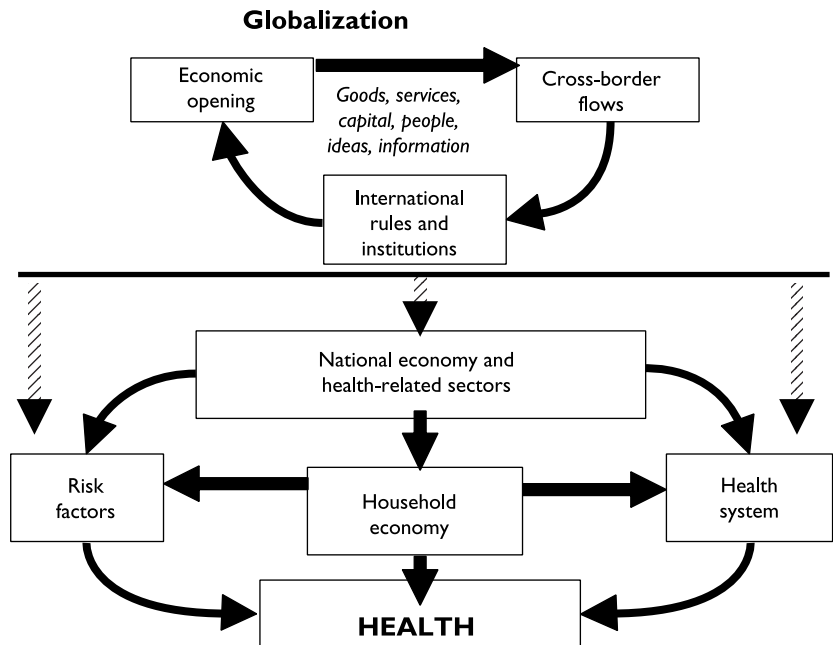 Globalization
Economic
opening
Goods, services,
capital, people,
ideas, information
Cross-border
flows
International
rules and
institutions
National economy and
health-related sectors
Risk
factors
Household
economy
Health
system
HEALTH